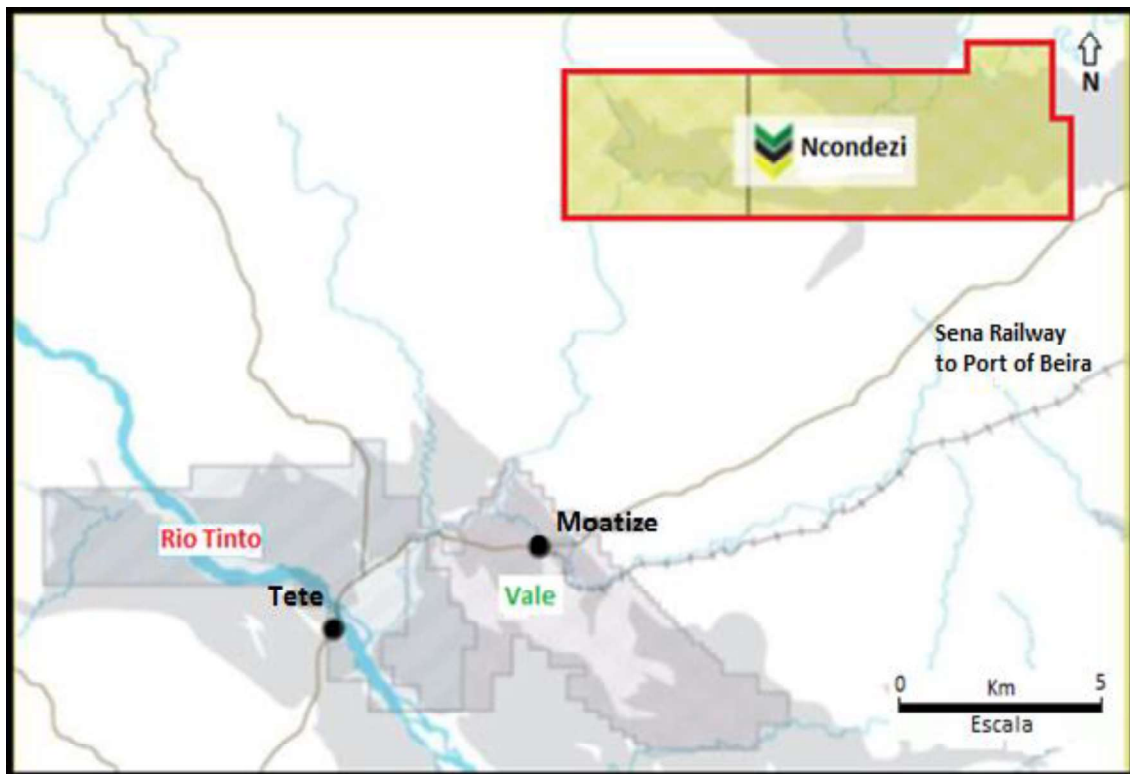 N
Ncondezi
Sena Railway
to Port of Beira
Moatize
Rio Tinto
Tete
Vale
0 Km 5
Escala